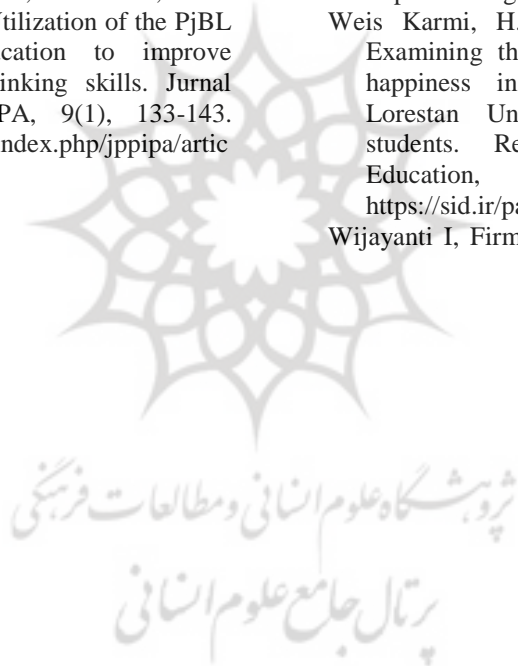 Utilization of the PjBL
cation to improve
inking skills. Jurnal
PA, 9(1), 133-143.
ndex.php/jppipa/artic
Weis Karmi, H.
Examining th
happiness in
Lorestan Un
students. Re
Education,
https://sid.ir/pa
Wijayanti I, Firm
پژوهشگاه علوم انسانی و مطالعات فرهنگی
پرتال جامع علوم انسانی